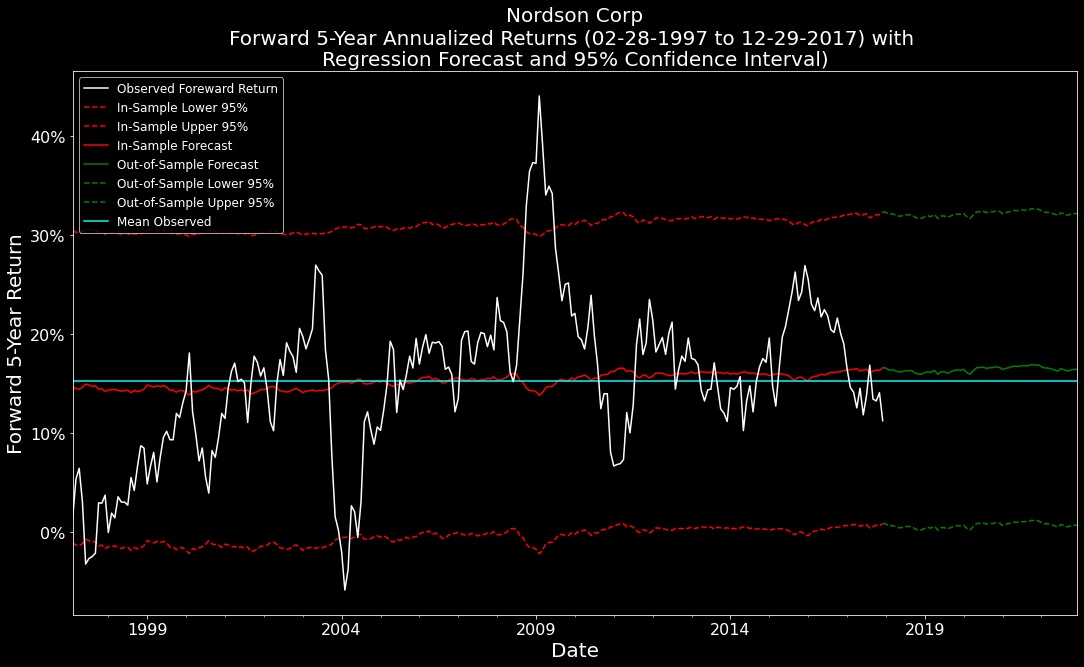 Nordson Corp
Forward 5-Year Annualized Returns (02-28-1997 to 12-29-2017) with
Regression Forecast and 95% Confidence Interval)
Observed Foreward Return
In-Sample Lower 95%
In-Sample Upper 95%
In-Sample Forecast
Out-of-Sample Forecast
Out-of-Sample Lower 95%
Out-of-Sample Upper 95%
Mean Observed
Forward 5-Year Return
40%
30%
20%
10%
0%
1999
2004
2009
2014
2019
Date